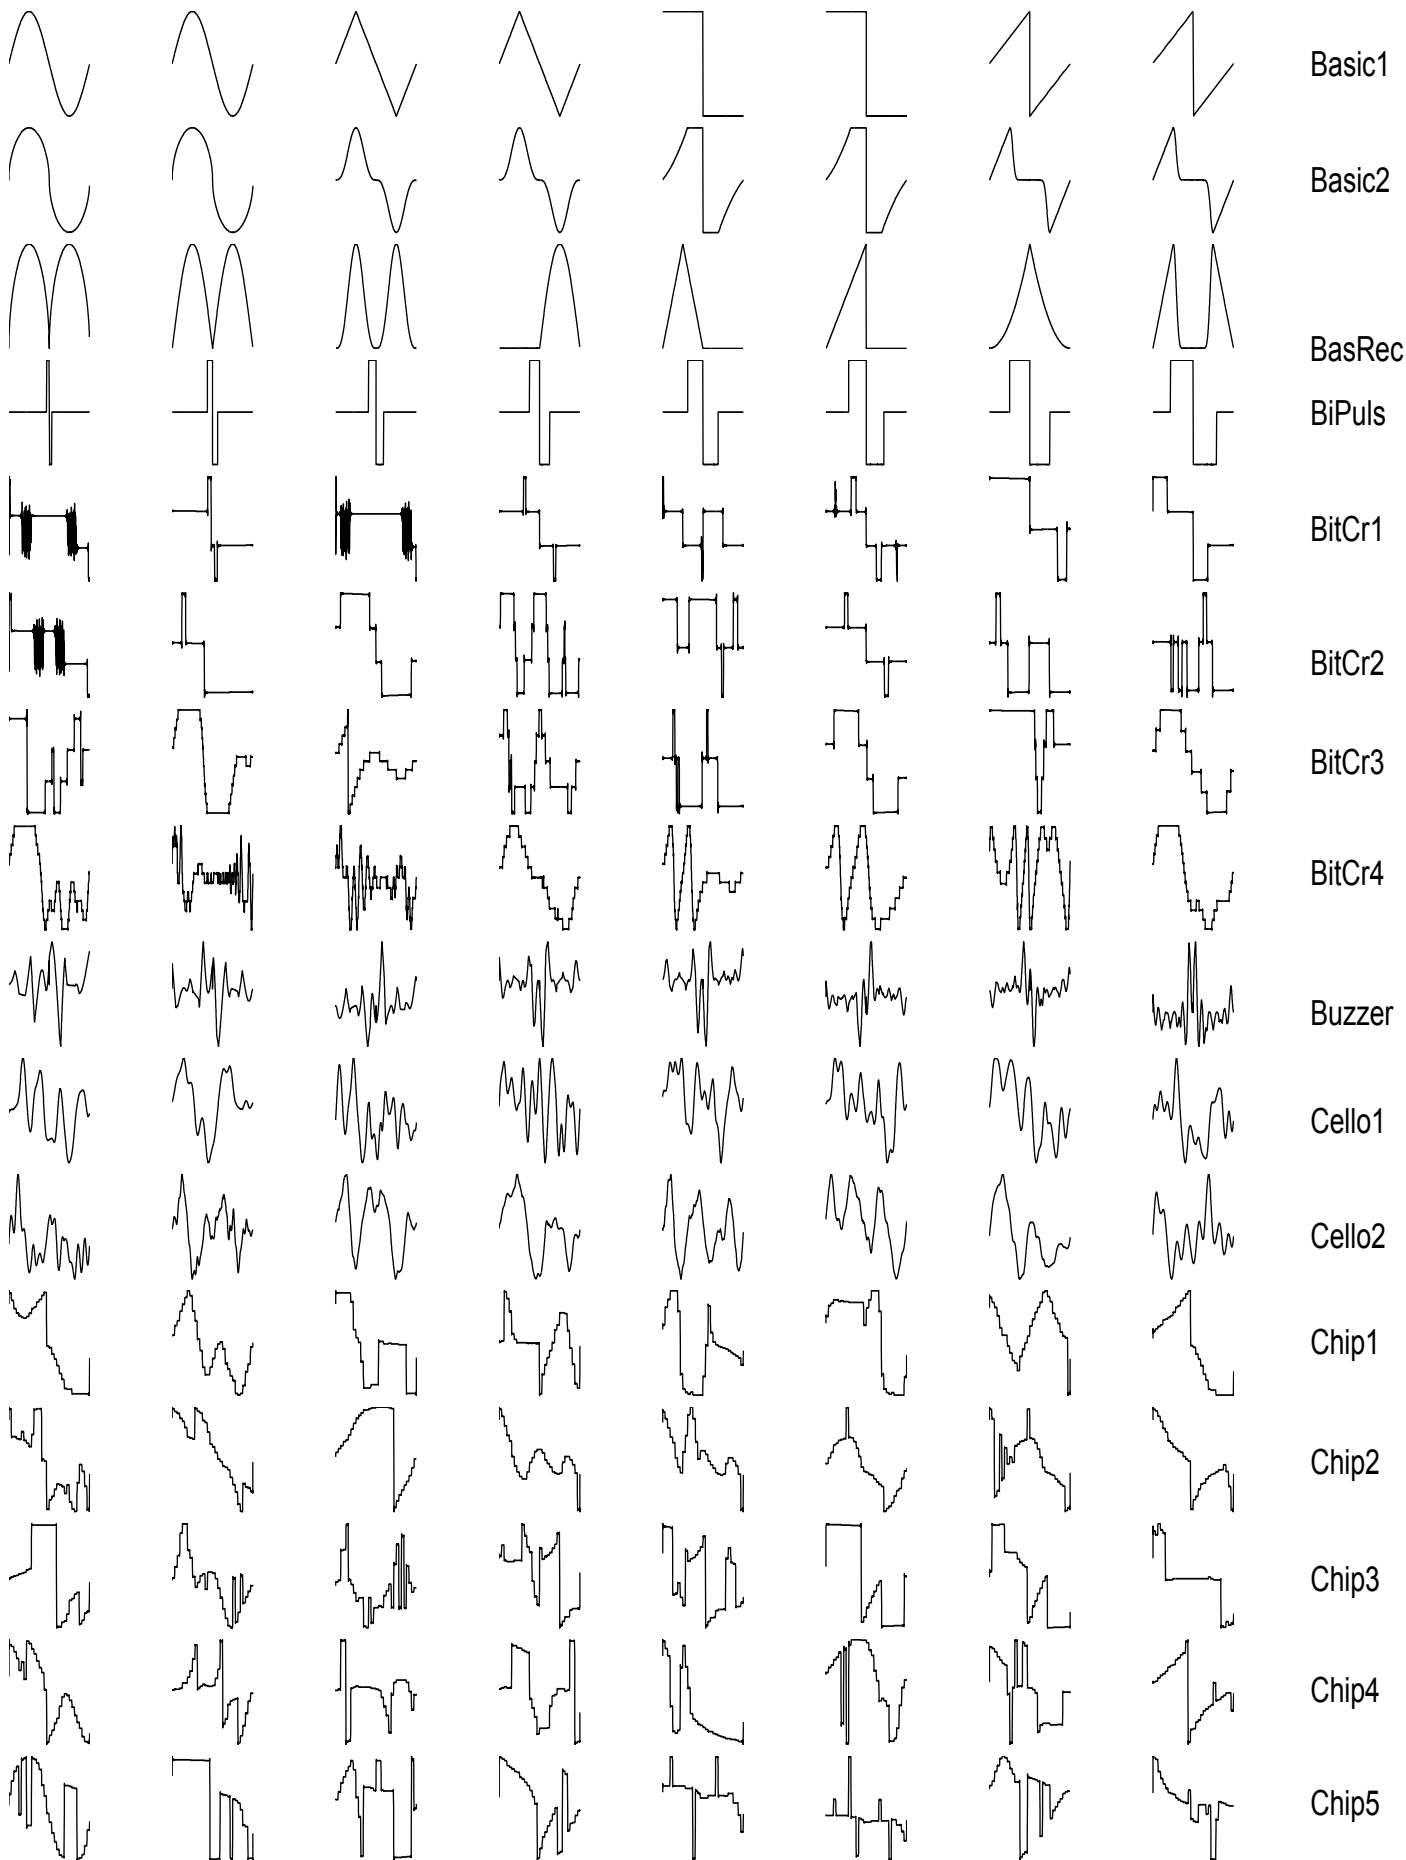 Basic1
Basic2
BasRec
BiPuls
BitCr1
BitCr2
BitCr3
BitCr4
Buzzer
Cello1
Cello2
Chip1
Chip2
Chip3
Chip4
Chip5